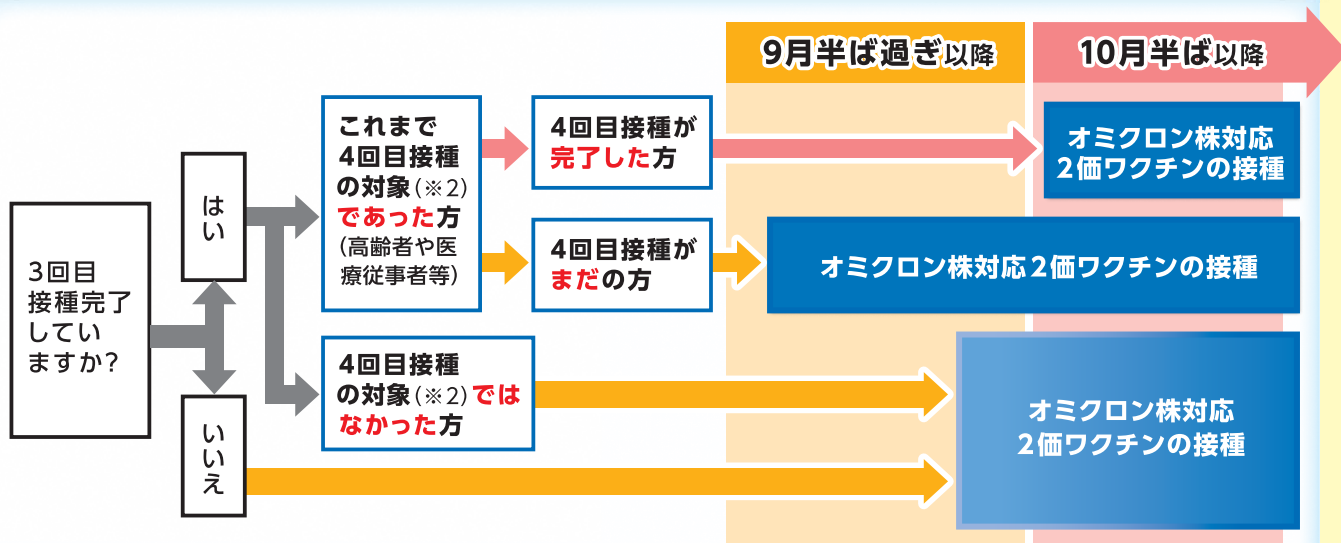 9月半ば過ぎ以降
10月半ば以降
3回目
接種完了
してい
ますか?
はい
いいえ
これまで
4回目接種
の対象(※2)
であった方
(高齢者や医
療従事者等)
4回目接種が
完了した方
オミクロン株対応
2価ワクチンの接種
4回目接種が
まだの方
オミクロン株対応2価ワクチンの接種
4回目接種
の対象(※2)では
なかった方
オミクロン株対応
2価ワクチンの接種